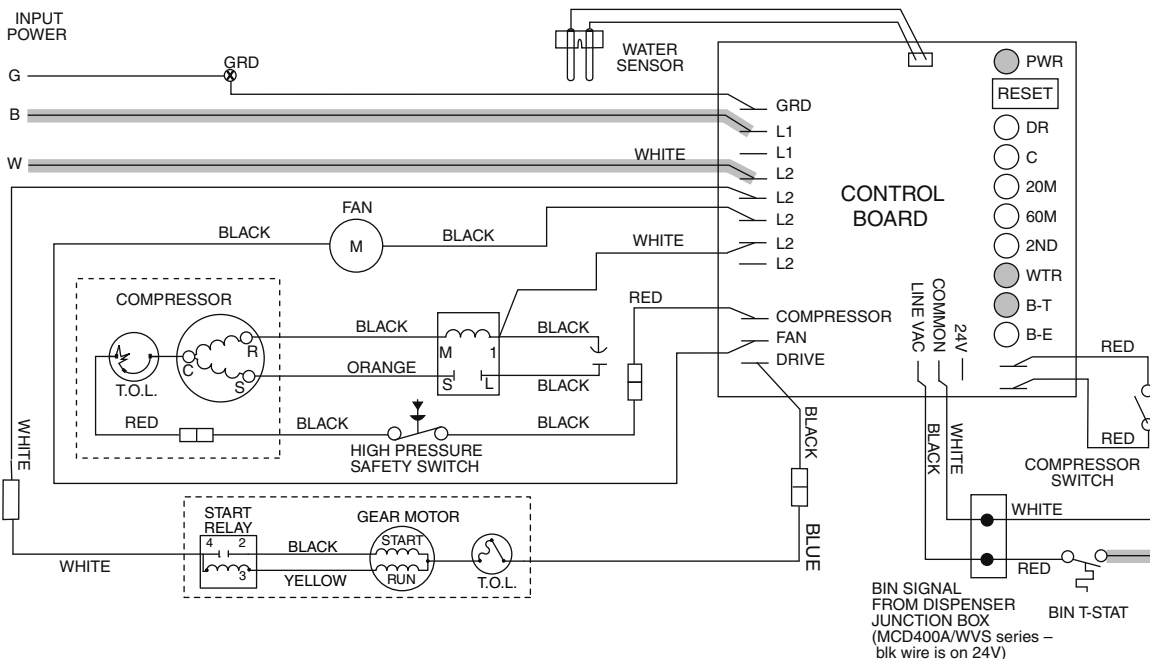 INPUT
POWER
G
GRD
B
W
WATER
SENSOR
WHITE
GRD
L1
L1
L2
L2
L2
L2
L2
COMPRESSOR
FAN
DRIVE
CONTROL
BOARD
PWR
RESET
DR
C
20M
60M
2ND
WTR
B-T
B-E
LINE VAC
COMMON
24V
FAN
BLACK
M
BLACK
WHITE
COMPRESSOR
T.O.L.
C
R
S
BLACK
ORANGE
M
1
S
L
BLACK
BLACK
RED
RED
BLACK
HIGH PRESSURE
SAFETY SWITCH
BLACK
WHITE
WHITE
START
RELAY
4
2
3
BLACK
YELLOW
GEAR MOTOR
START
RUN
T.O.L.
BLACK
BLUE
BLACK
WHITE
RED
RED
COMPRESSOR
SWITCH
WHITE
RED
BIN T-STAT
BIN SIGNAL
FROM DISPENSER
JUNCTION BOX
(MCD400A/WVS series –
blk wire is on 24V)